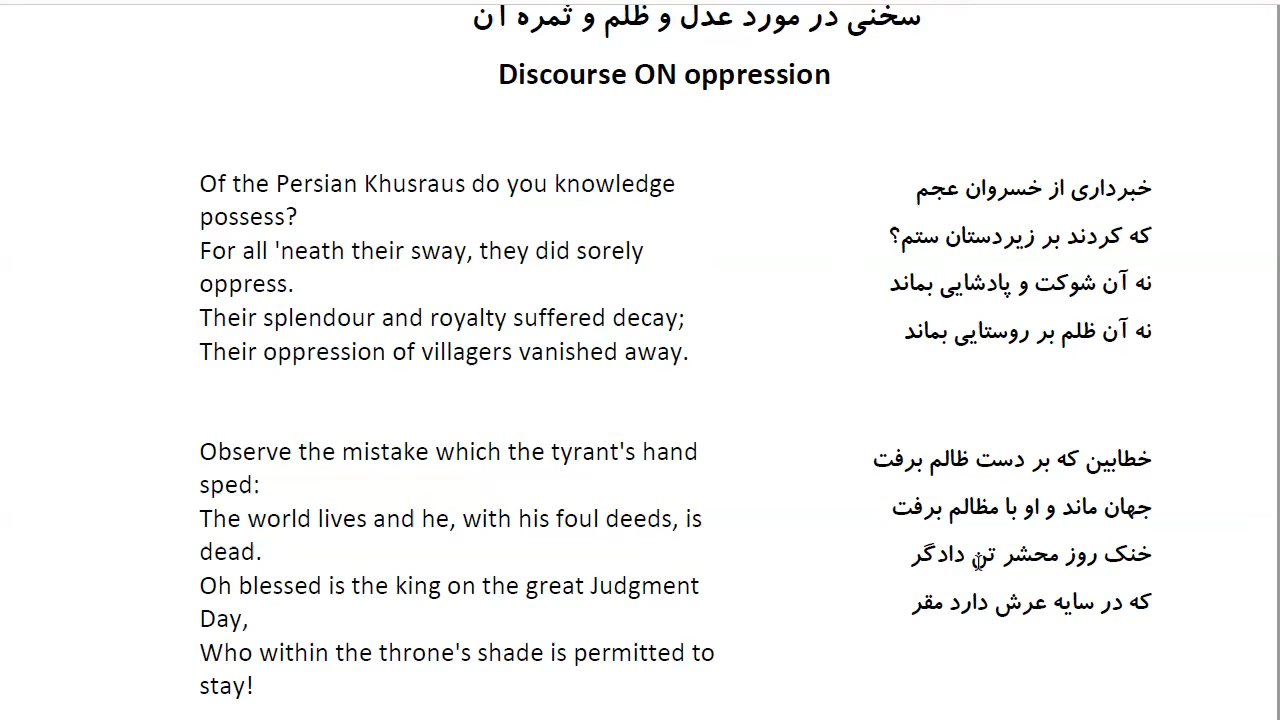 سخنی در مورد عدل و ظلم و ثمره آن
Discourse ON oppression
Of the Persian Khusraus do you knowledge
possess?
For all 'neath their sway, they did sorely
oppress.
Their splendour and royalty suffered decay;
Their oppression of villagers vanished away.
خبرداری از خسروان عجم
که کردند بر زیردستان ستم؟
نه آن شوکت و پادشایی بماند
نه آن ظلم بر روستایی بماند
Observe the mistake which the tyrant's hand
sped:
The world lives and he, with his foul deeds, is
dead.
Oh blessed is the king on the great Judgment
Day,
Who within the throne's shade is permitted to
stay!
خطابین که بر دست ظالم برفت
جهان ماند و او با مظالم برفت
خنک روز محشر تن دادگر
که در سایه عرش دارد مقر